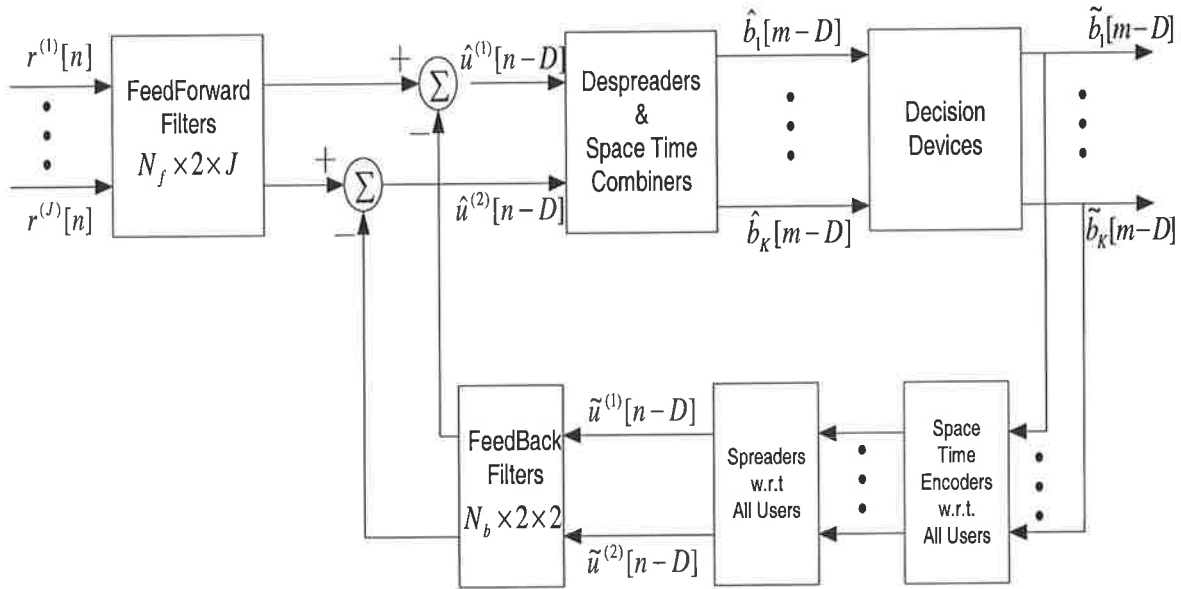 r^{(1)}[n]
r^{(J)}[n]
FeedForward
Filters
N_f × 2 × J
+
−
û^{(1)}[n−D]
Σ
+
−
û^{(2)}[n−D]
Σ
Despreaders
&
Space Time
Combiners
b̂_1[m−D]
b̂_K[m−D]
Decision
Devices
b̃_1[m−D]
b̃_K[m−D]
FeedBack
Filters
N_b × 2 × 2
ũ^{(1)}[n−D]
ũ^{(2)}[n−D]
Spreaders
w.r.t
All Users
Space
Time
Encoders
w.r.t.
All Users